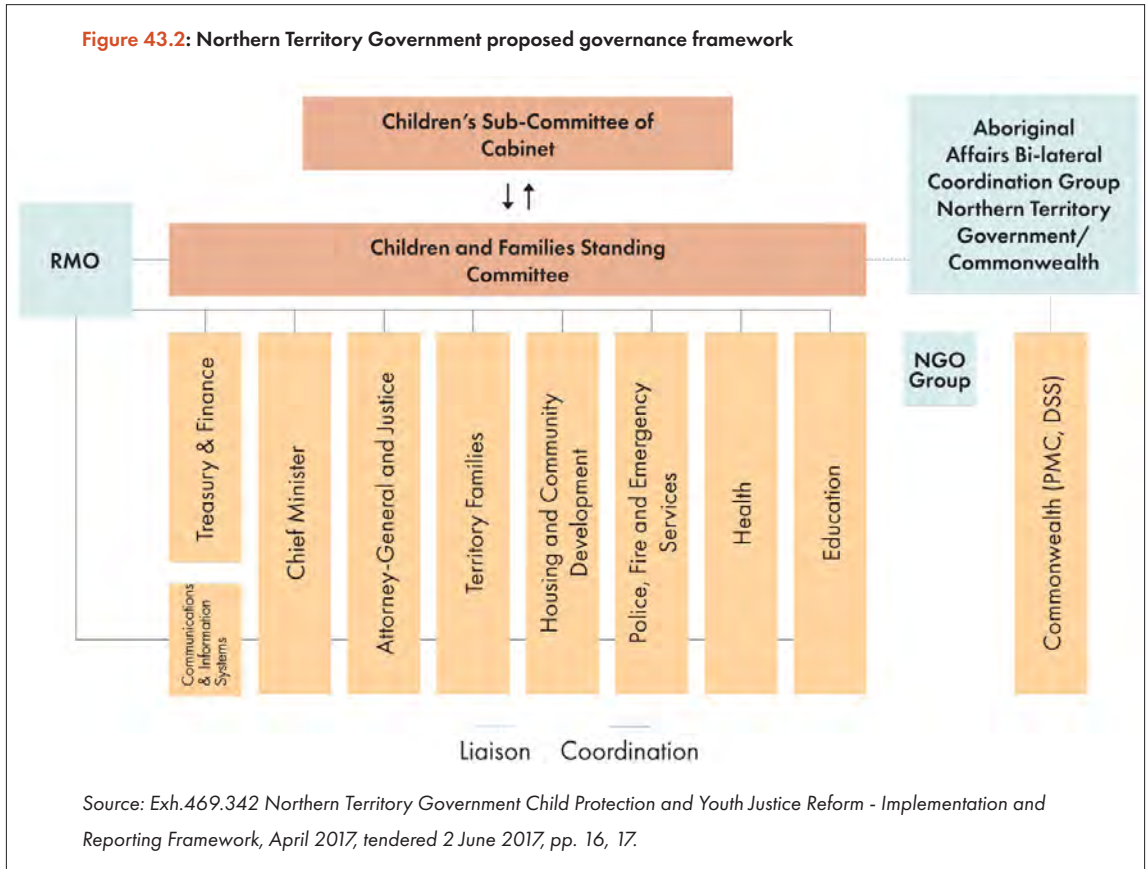 Figure 43.2: Northern Territory Government proposed governance framework
Children's Sub-Committee of
Cabinet
Aboriginal
Affairs Bi-lateral
Coordination Group
Northern Territory
Government/
Commonwealth
RMO
Children and Families Standing
Committee
Treasury & Finance
Communications
& Information
Systems
Chief Minister
Attorney-General and Justice
Territory Families
Housing and Community
Development
Police, Fire and Emergency
Services
Health
Education
NGO
Group
Commonwealth (PMC, DSS)
Liaison
Coordination
Source: Exh.469.342 Northern Territory Government Child Protection and Youth Justice Reform - Implementation and
Reporting Framework, April 2017, tendered 2 June 2017, pp. 16, 17.